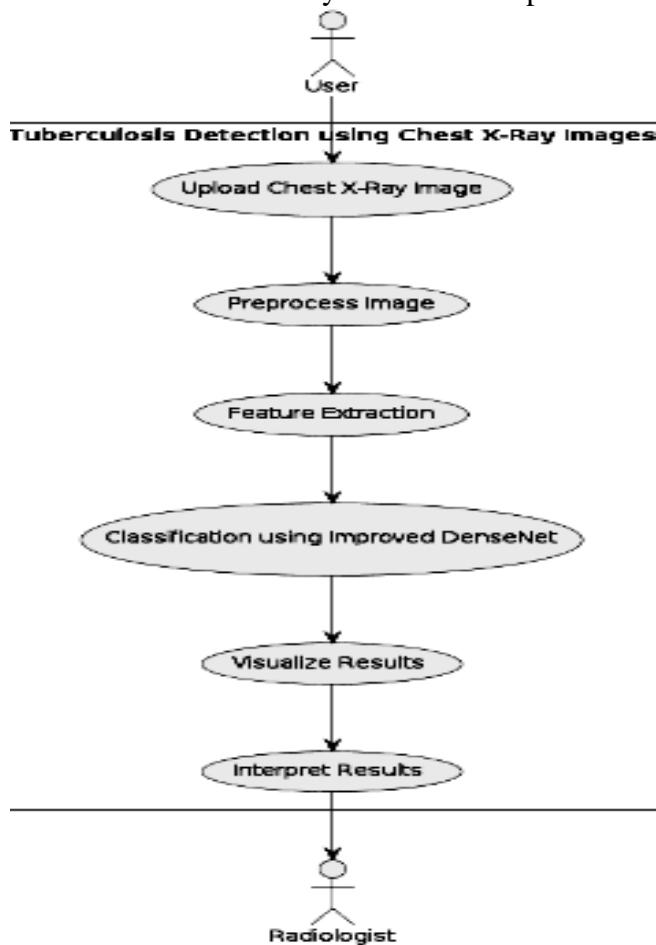 User
Tuberculosis Detection using Chest X-Ray Images
Upload Chest X-Ray Image
Preprocess Image
Feature Extraction
Classification using Improved DenseNet
Visualize Results
Interpret Results
Radiologist